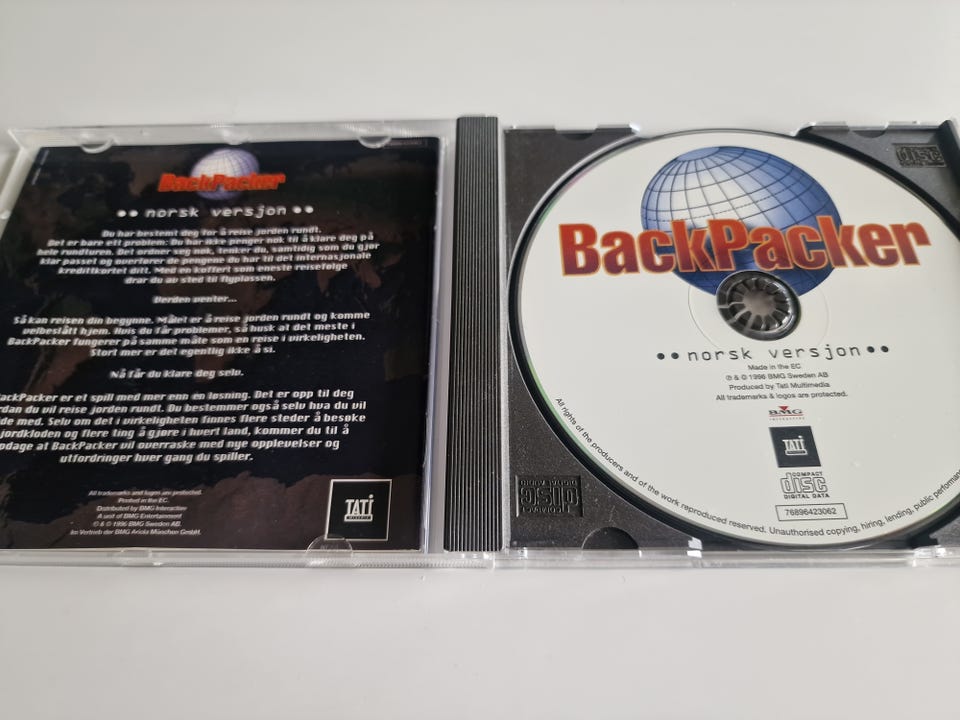 BackPacker
•• norsk versjon ••
Du har bestemt deg for å reise jorden rundt.
Det er bare ett problem: Du har ikke penger nok til å klare deg på
hele rundturen. Det ordner seg nok, tenker du, samtidig som du gjør
klar passet og overfører de pengene du har til det internasjonale
kredittkortet ditt. Med en koffert som eneste reisefølge
drar du av sted til flyplassen.
Verden venter...
Så kan reisen din begynne. Målet er å reise jorden rundt og komme
velbeslått hjem. Hvis du får problemer, så husk at det meste i
BackPacker fungerer på samme måte som en reise i virkeligheten.
Stort mer er det egentlig ikke å si.
Nå får du klare deg selv.
BackPacker er et spill med mer enn en løsning. Det er opp til deg
rdan du vil reise jorden rundt. Du bestemmer også selv hva du vil
de med. Selv om det i virkeligheten finnes flere steder å besøke
jordkloden og flere ting å gjøre i hvert land, kommer du til å
pdage at BackPacker vil overraske med nye opplevelser og
utfordringer hver gang du spiller.
All trademarks and logos are protected.
Printed in the EC.
Distributed by BMG Interactive
A unit of BMG Entertainment
℗ & © 1996 BMG Sweden AB.
Im Vertrieb der BMG Ariola München GmbH.
TATI
BackPacker
•• norsk versjon ••
Made in the EC
℗ & © 1996 BMG Sweden AB
Produced by Tati Multimedia
All trademarks & logos are protected.
BMG
INTERACTIVE
TATI
COMPACT
disc
DIGITAL DATA
76896423062
All rights of the producers and of the work reproduced reserved. Unauthorised copying, hiring, lending, public performan
COMPACT
disc
DIGITAL AUDIO
disc